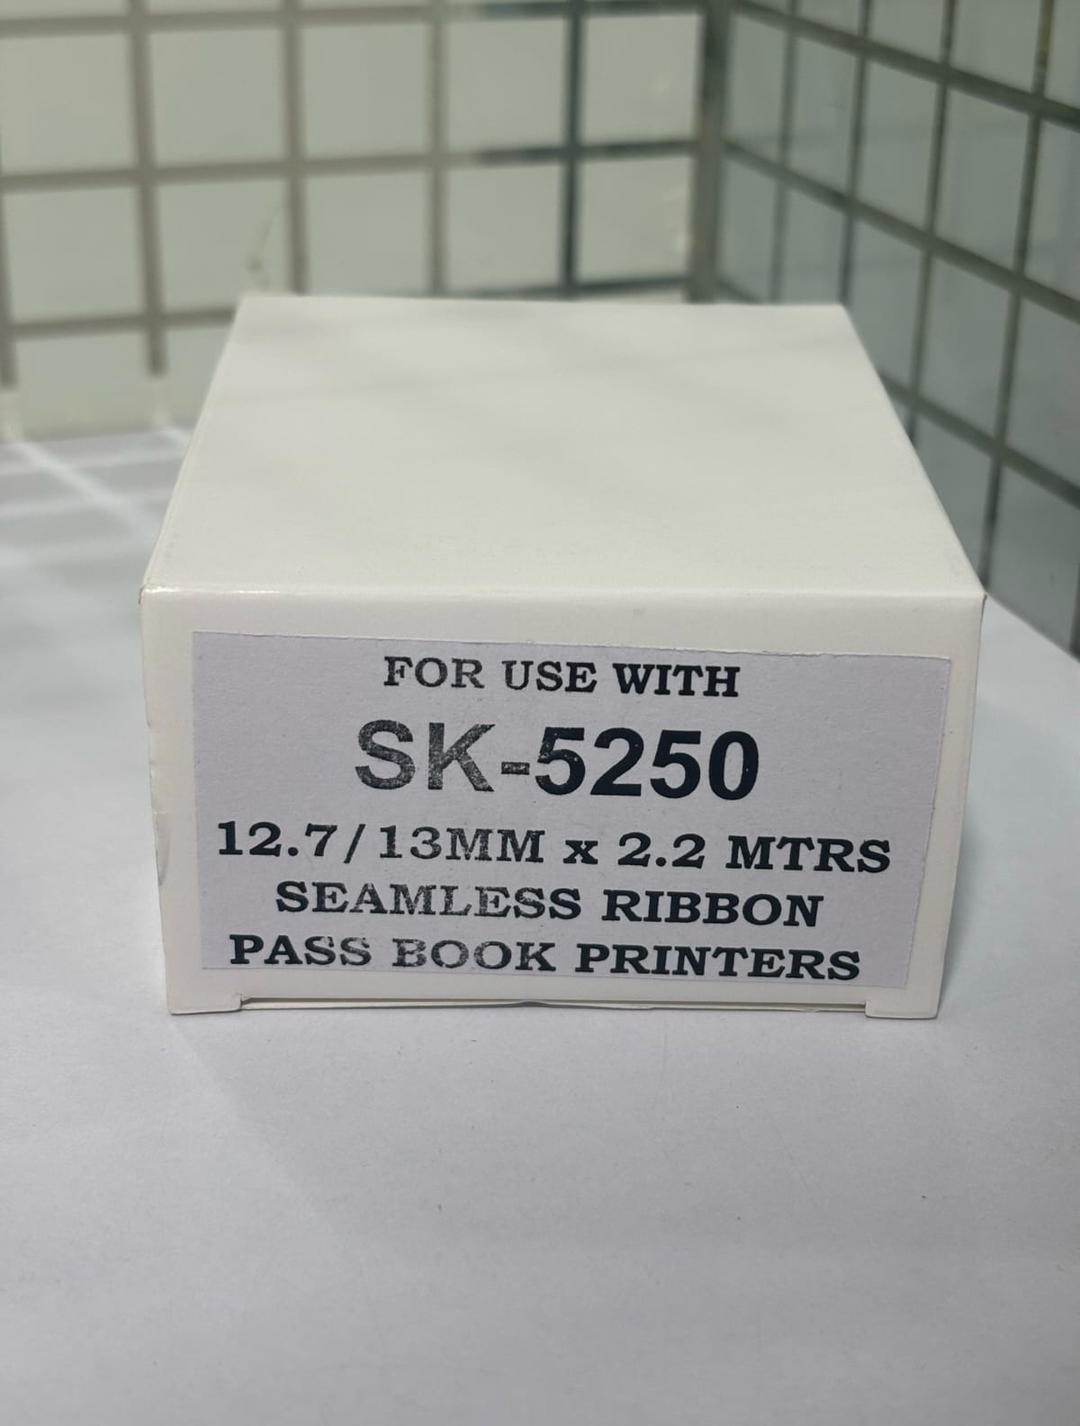 FOR USE WITH
SK-5250
12.7/13MM x 2.2 MTRS
SEAMLESS RIBBON
PASS BOOK PRINTERS